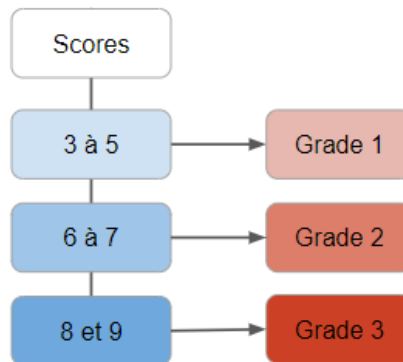 Scores
3 à 5
Grade 1
6 à 7
Grade 2
8 et 9
Grade 3